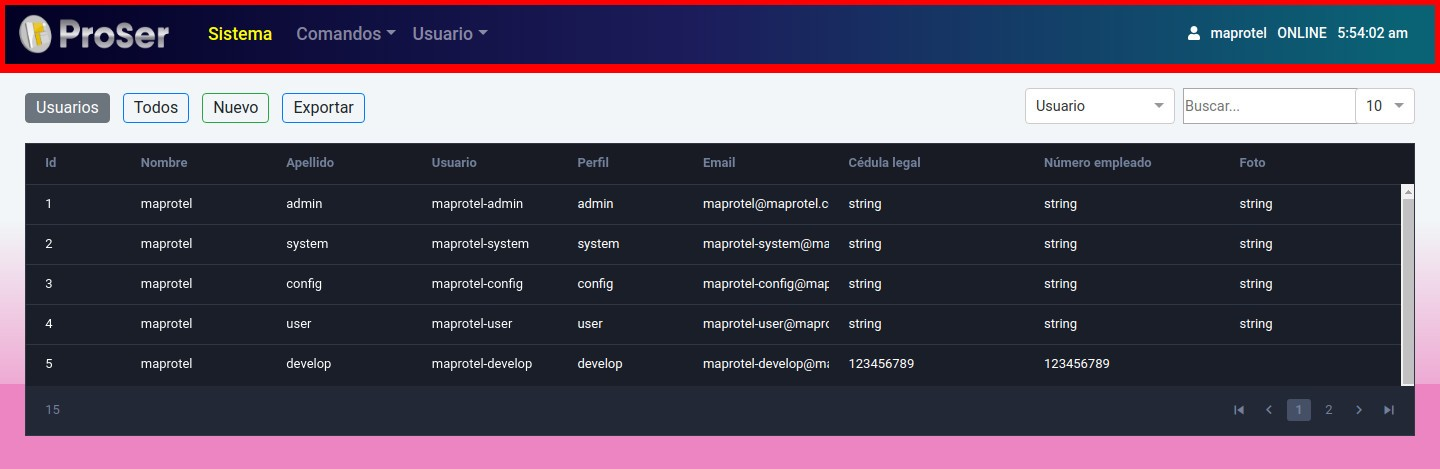 ProSer Sistema Comandos Usuario maprotel ONLINE 5:54:02 am
Usuarios Todos Nuevo Exportar Usuario Buscar... 10
Id Nombre Apellido Usuario Perfil Email Cédula legal Número empleado Foto
1 maprotel admin maprotel-admin admin maprotel@maprotel.c string string string
2 maprotel system maprotel-system system maprotel-system@ma string string string
3 maprotel config maprotel-config config maprotel-config@map string string string
4 maprotel user maprotel-user user maprotel-user@mapro string string string
5 maprotel develop maprotel-develop develop maprotel-develop@ma 123456789 123456789
15 1 2